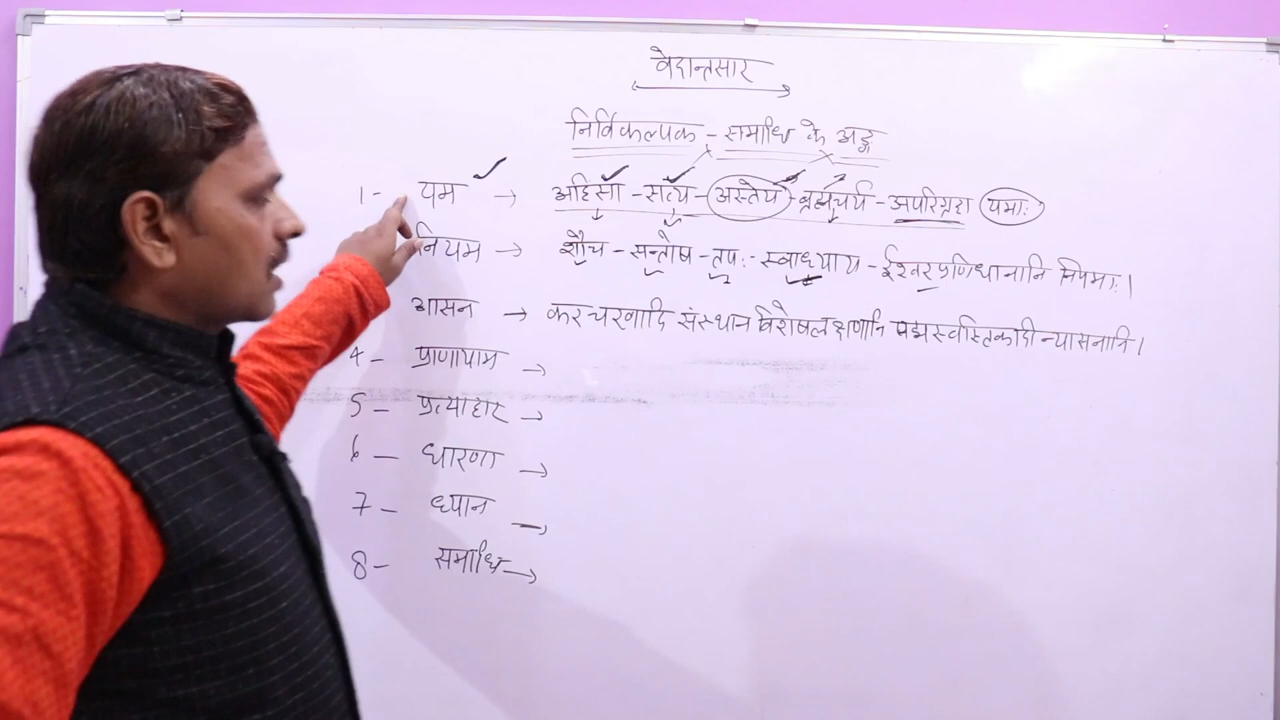 वेदान्तसार
निर्विकल्पक - समाधि के अङ्ग
1- यम → अहिंसा - सत्य - अस्तेय - ब्रह्मचर्य - अपरिग्रहा यमाः
नियम → शौच - सन्तोष - तपः - स्वाध्याय - ईश्वरप्रणिधानानि नियमाः।
आसन → करचरणादि संस्थान विशेषलक्षणानि पद्मस्वस्तिकादीन्यासनानि।
4- प्राणायाम →
5- प्रत्याहार →
6- धारणा →
7- ध्यान →
8- समाधि →